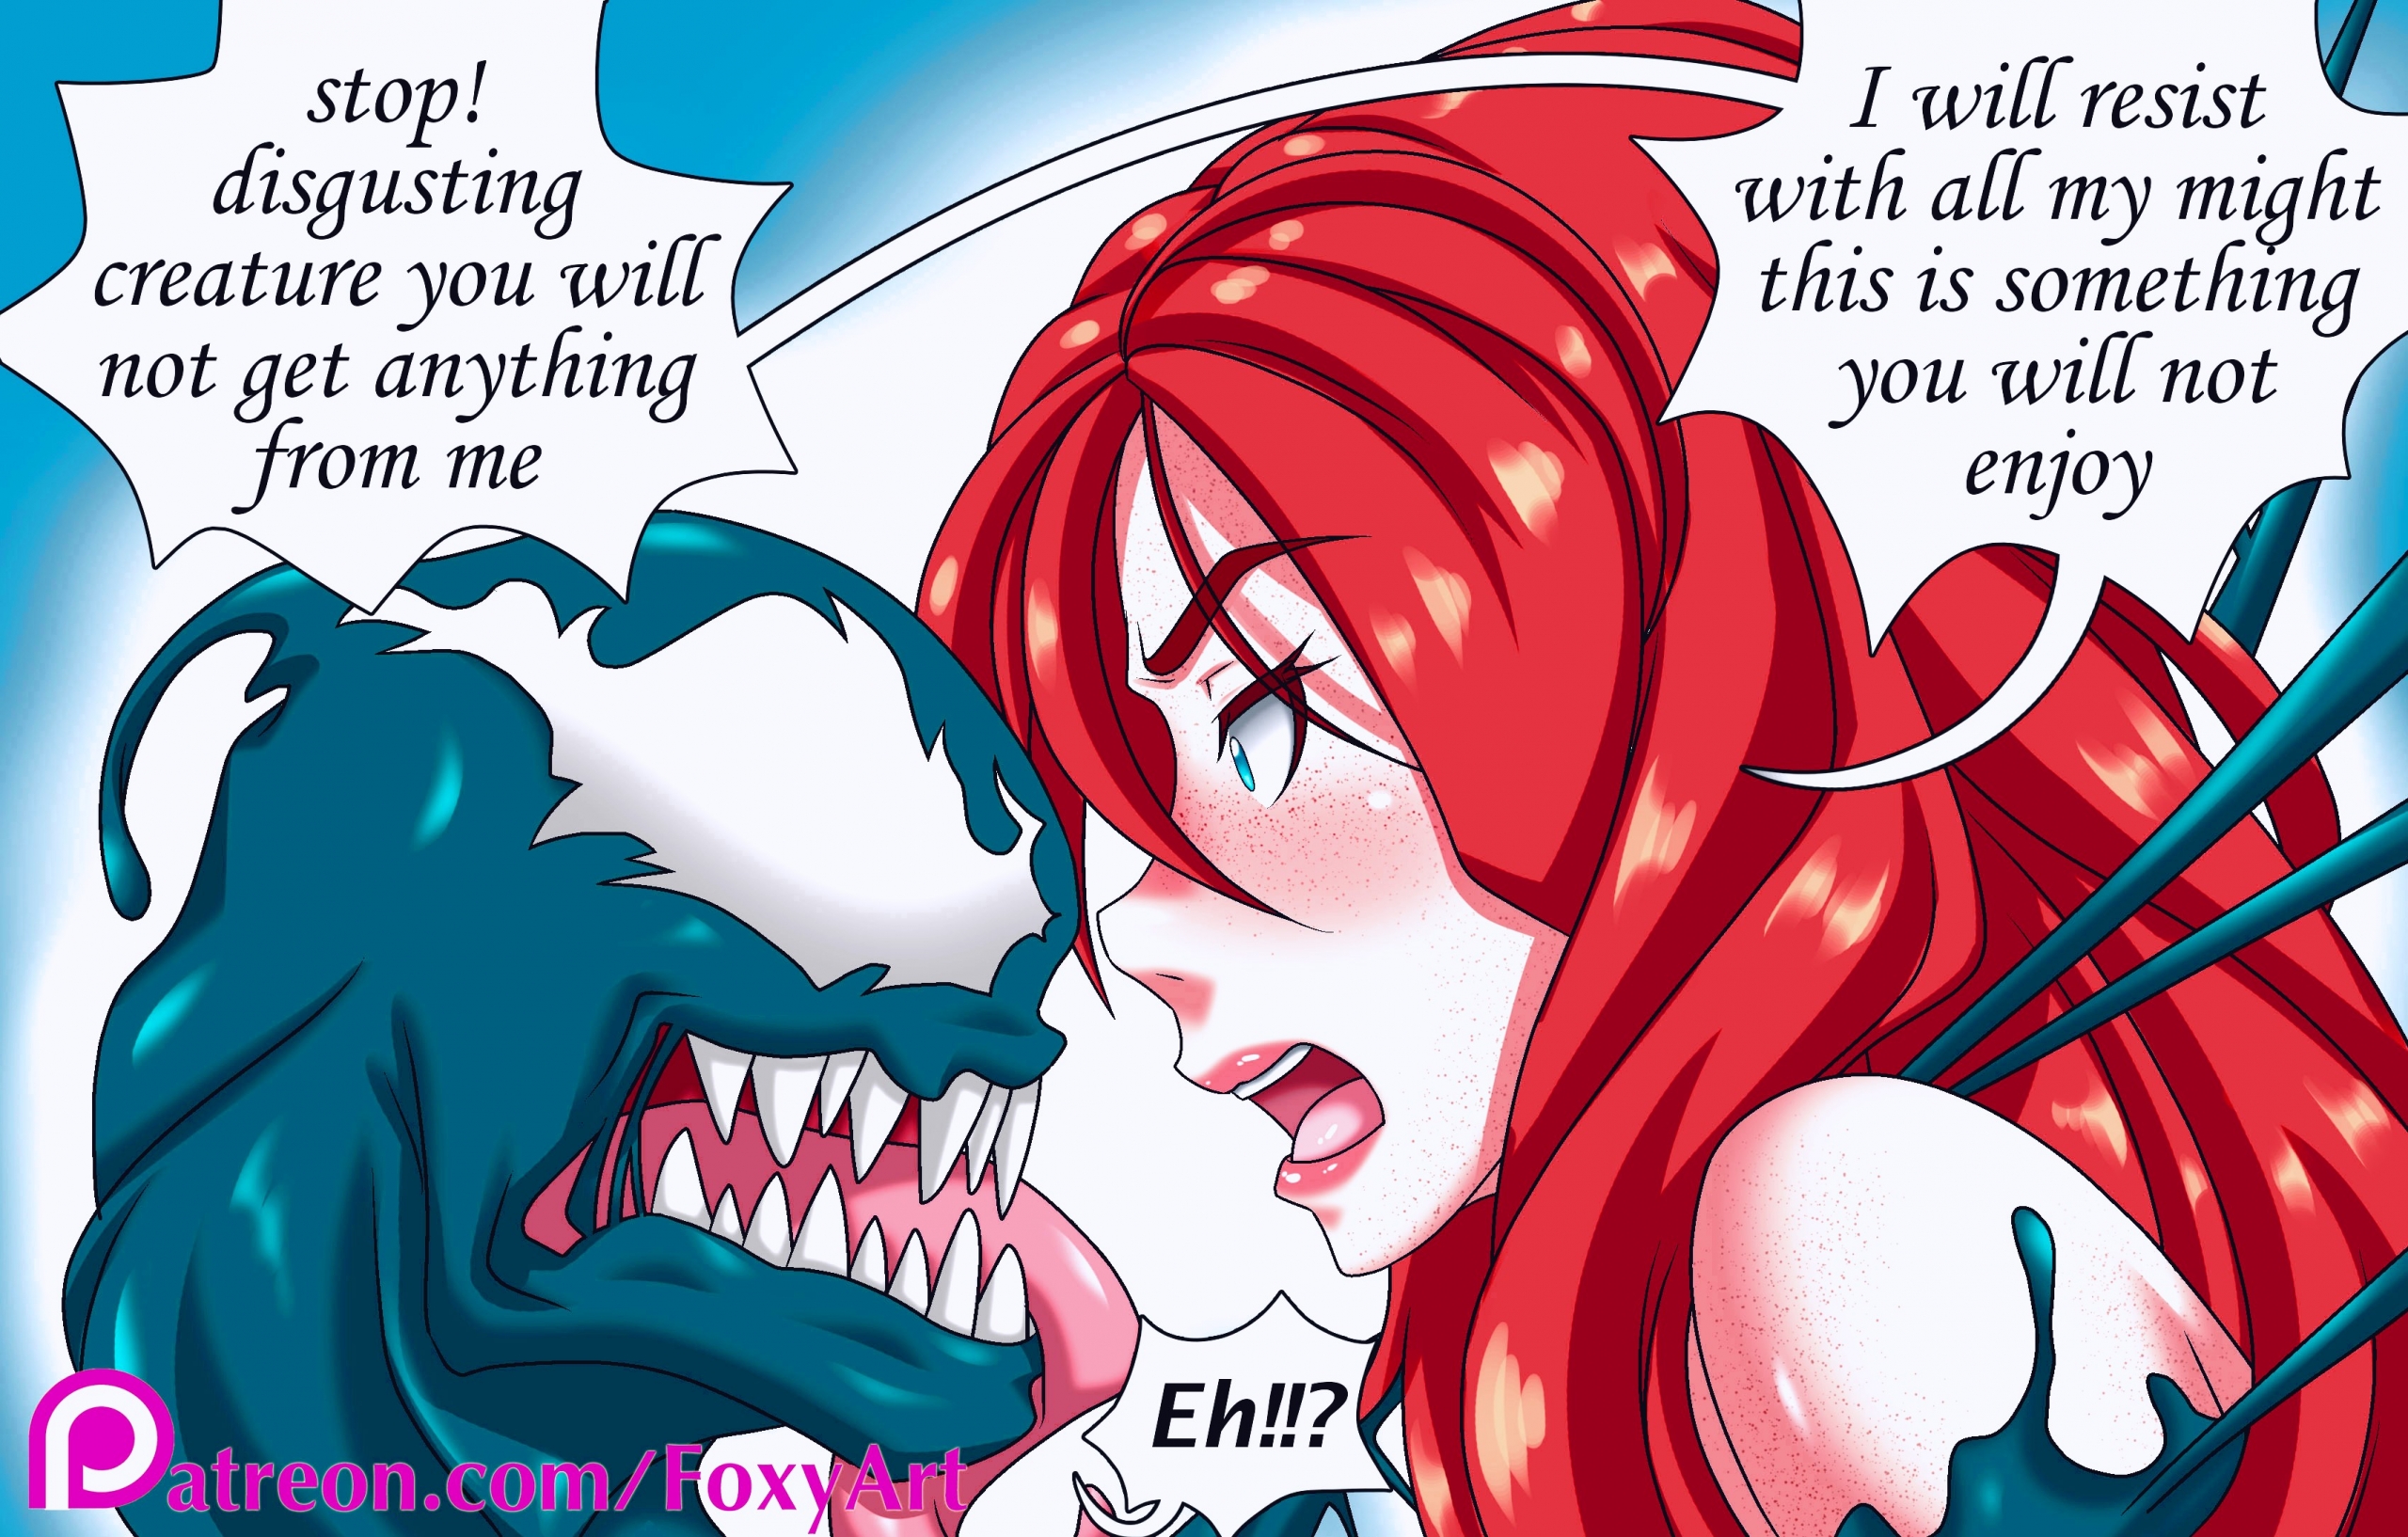 stop!
disgusting
creature you will
not get anything
from me
I will resist
with all my might
this is something
you will not
enjoy
Eh!!!?
Patreon.com/FoxyArt